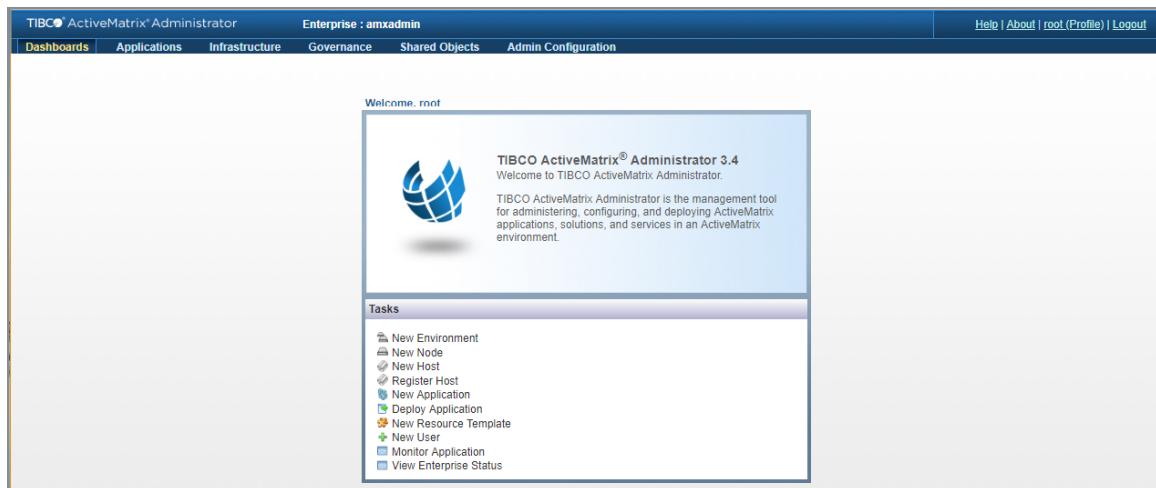 TIBCO® ActiveMatrix® Administrator Enterprise : amxadmin Help | About | root (Profile) | Logout
Dashboards Applications Infrastructure Governance Shared Objects Admin Configuration
Welcome, root
TIBCO ActiveMatrix® Administrator 3.4
Welcome to TIBCO ActiveMatrix Administrator.
TIBCO ActiveMatrix Administrator is the management tool
for administering, configuring, and deploying ActiveMatrix
applications, solutions, and services in an ActiveMatrix
environment.
Tasks
New Environment
New Node
New Host
Register Host
New Application
Deploy Application
New Resource Template
New User
Monitor Application
View Enterprise Status